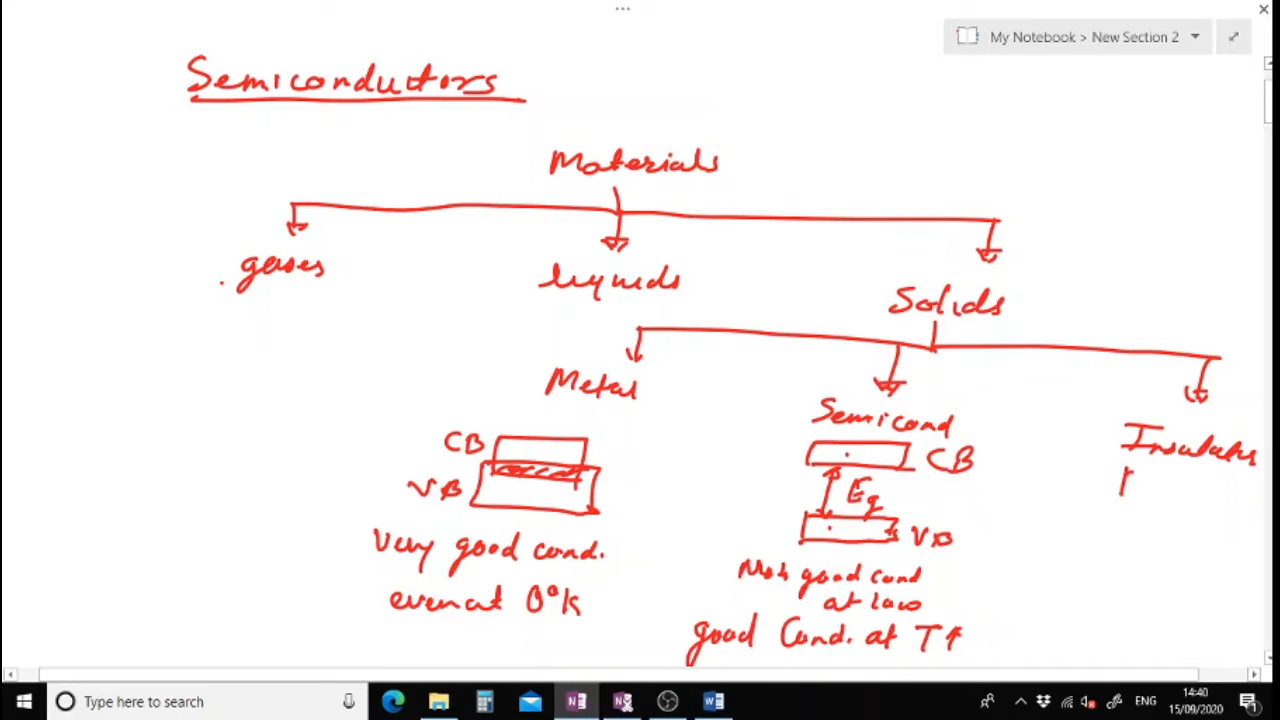 ...
My Notebook > New Section 2
Semiconductors
Materials
gases
liquids
Solids
Metal
Semicond
Insulators
CB
VB
CB
Eg
VB
Very good cond.
even at 0°K
Not good cond
at low
good Cond. at T↑
Type here to search
ENG
14:40
15/09/2020
1